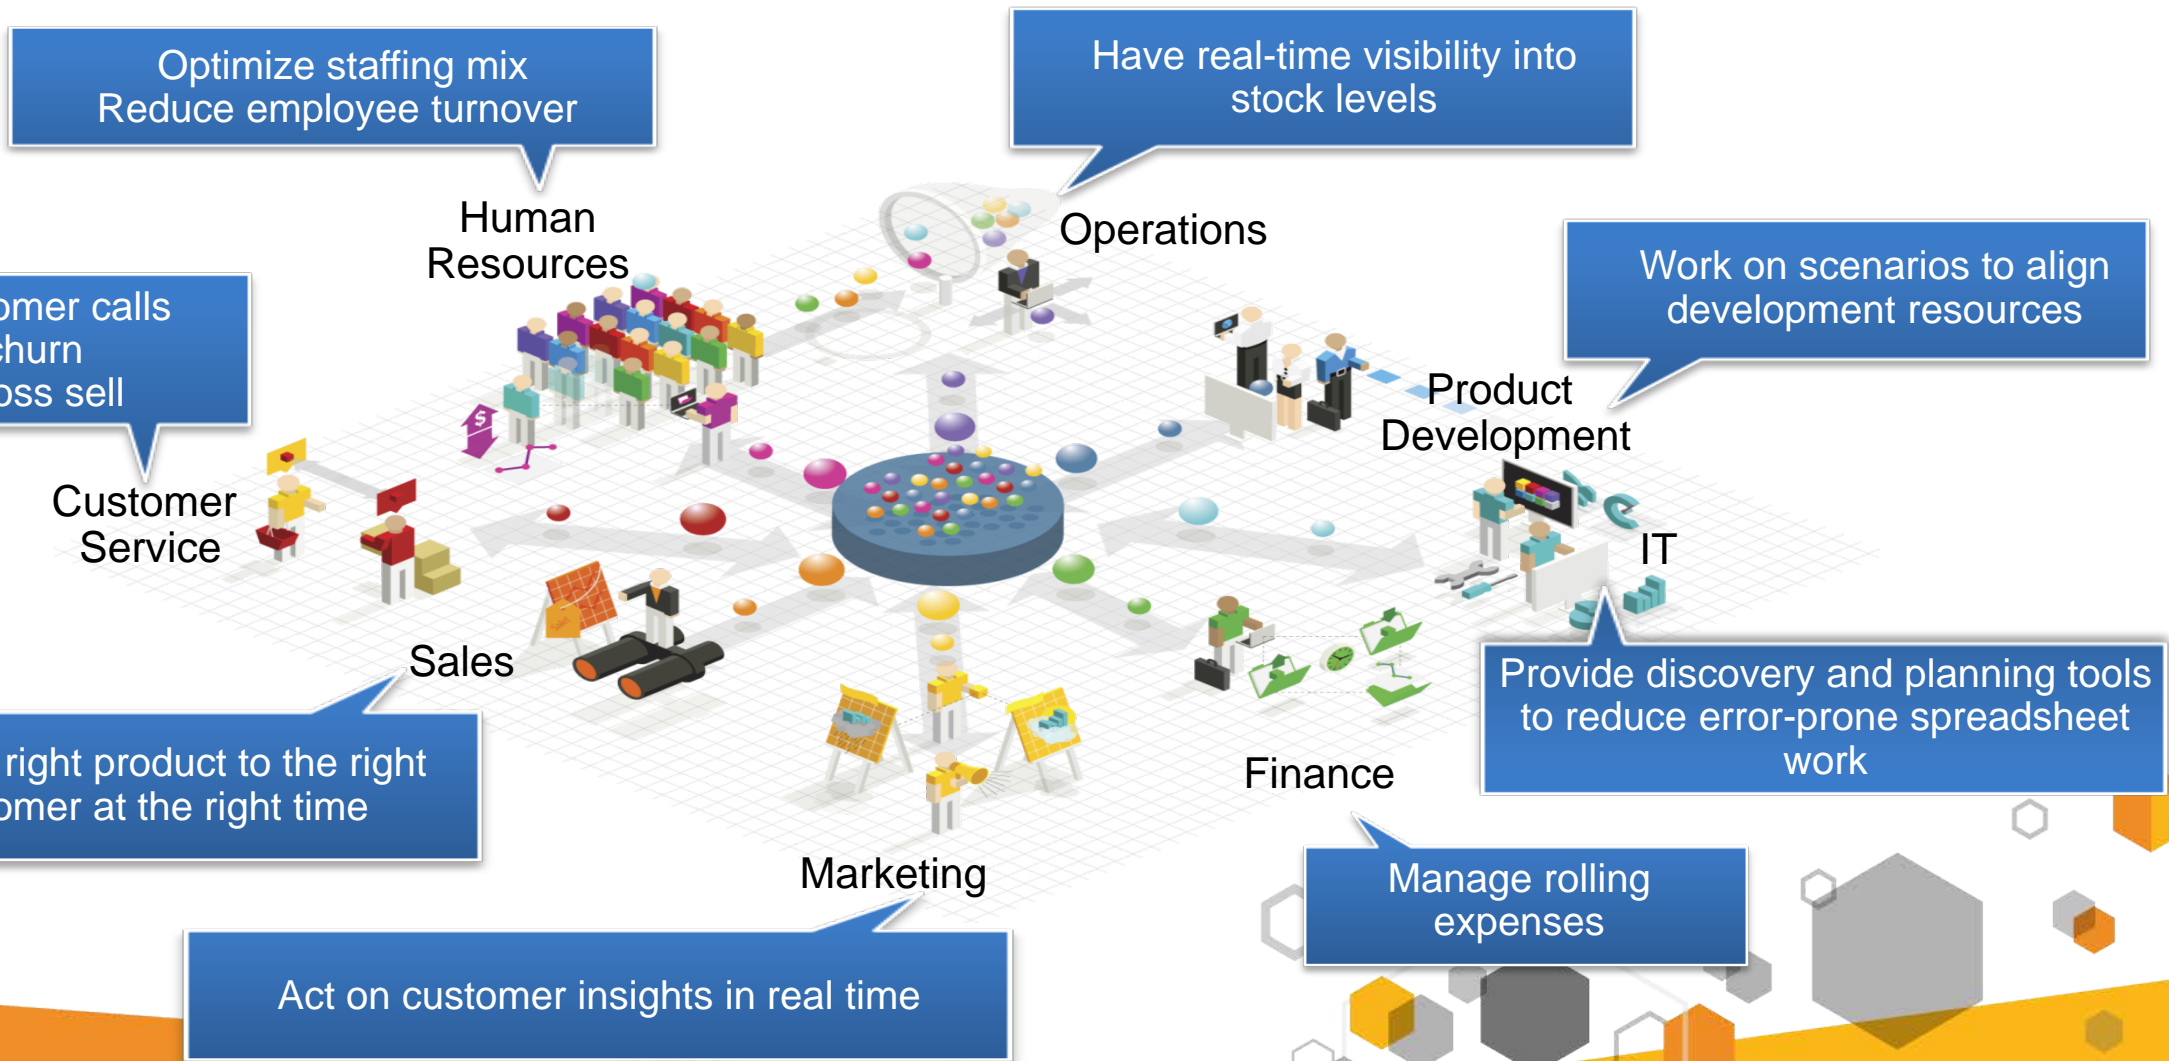 Optimize staffing mix
Reduce employee turnover
Have real-time visibility into
stock levels
Human
Resources
Operations
Work on scenarios to align
development resources
omer calls
churn
oss sell
Product
Development
Customer
Service
IT
Sales
Provide discovery and planning tools
to reduce error-prone spreadsheet
work
right product to the right
omer at the right time
Finance
Marketing
Manage rolling
expenses
Act on customer insights in real time
$